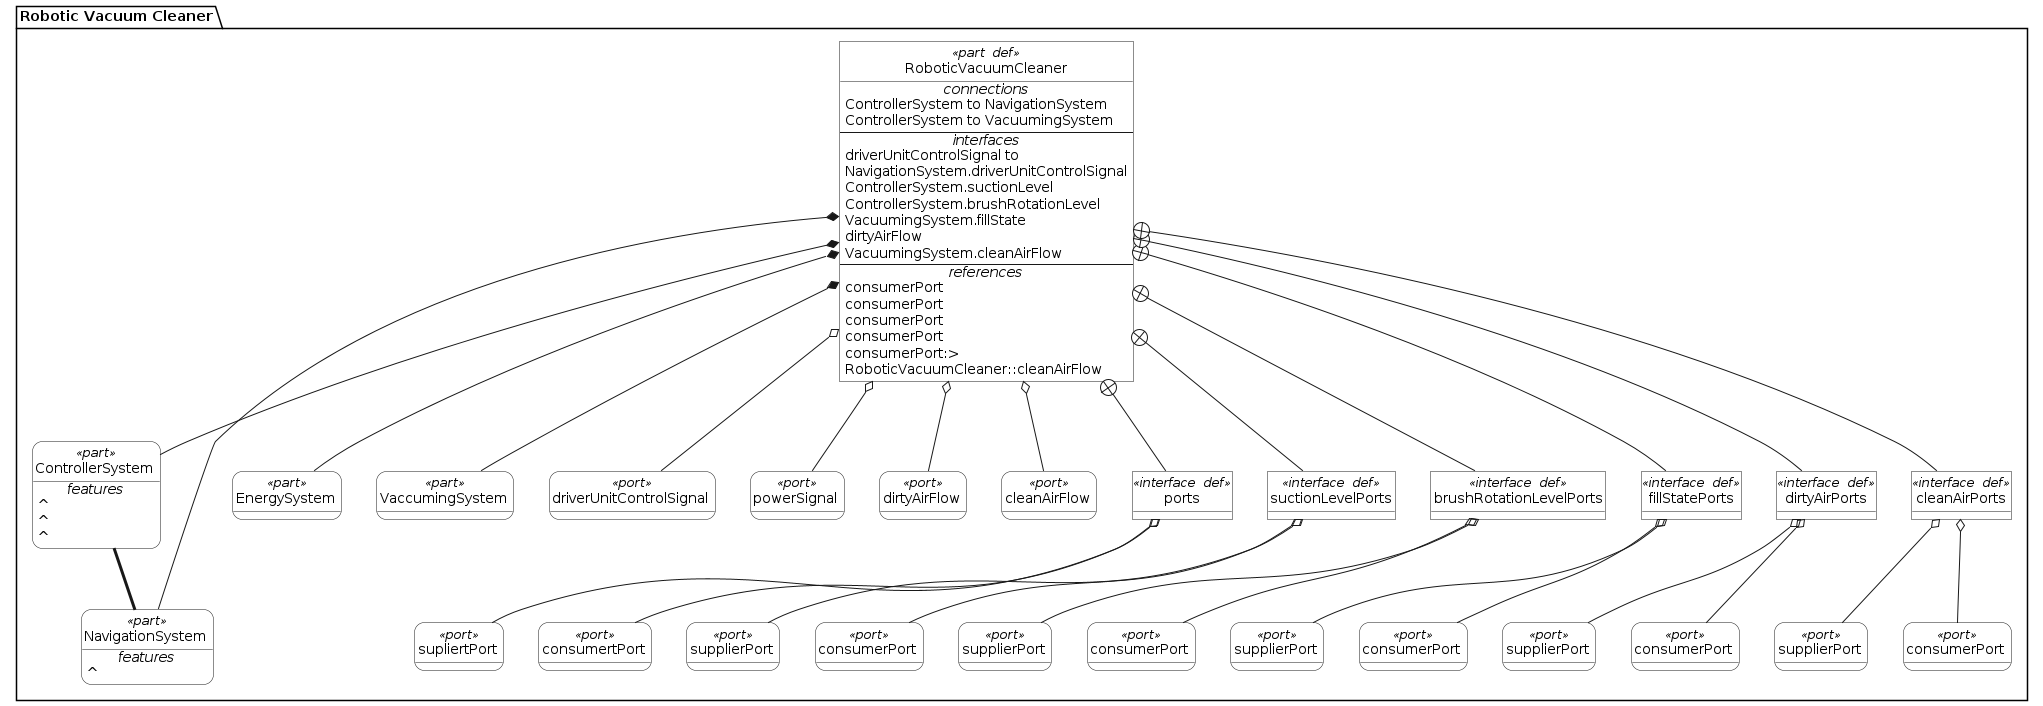 Robotic Vacuum Cleaner
«part def»
RoboticVacuumCleaner
connections
ControllerSystem to NavigationSystem
ControllerSystem to VacuumingSystem
interfaces
driverUnitControlSignal to
NavigationSystem.driverUnitControlSignal
ControllerSystem.suctionLevel
ControllerSystem.brushRotationLevel
VacuumingSystem.fillState
dirtyAirFlow
VacuumingSystem.cleanAirFlow
references
consumerPort
consumerPort
consumerPort
consumerPort
consumerPort:>
RoboticVacuumCleaner::cleanAirFlow
«part»
ControllerSystem
features
^
^
^
«part»
EnergySystem
«part»
VaccumingSystem
«port»
driverUnitControlSignal
«port»
powerSignal
«port»
dirtyAirFlow
«port»
cleanAirFlow
«interface def»
ports
«interface def»
suctionLevelPorts
«interface def»
brushRotationLevelPorts
«interface def»
fillStatePorts
«interface def»
dirtyAirPorts
«interface def»
cleanAirPorts
«part»
NavigationSystem
features
^
«port»
supliertPort
«port»
consumertPort
«port»
supplierPort
«port»
consumerPort
«port»
supplierPort
«port»
consumerPort
«port»
supplierPort
«port»
consumerPort
«port»
supplierPort
«port»
consumerPort
«port»
supplierPort
«port»
consumerPort